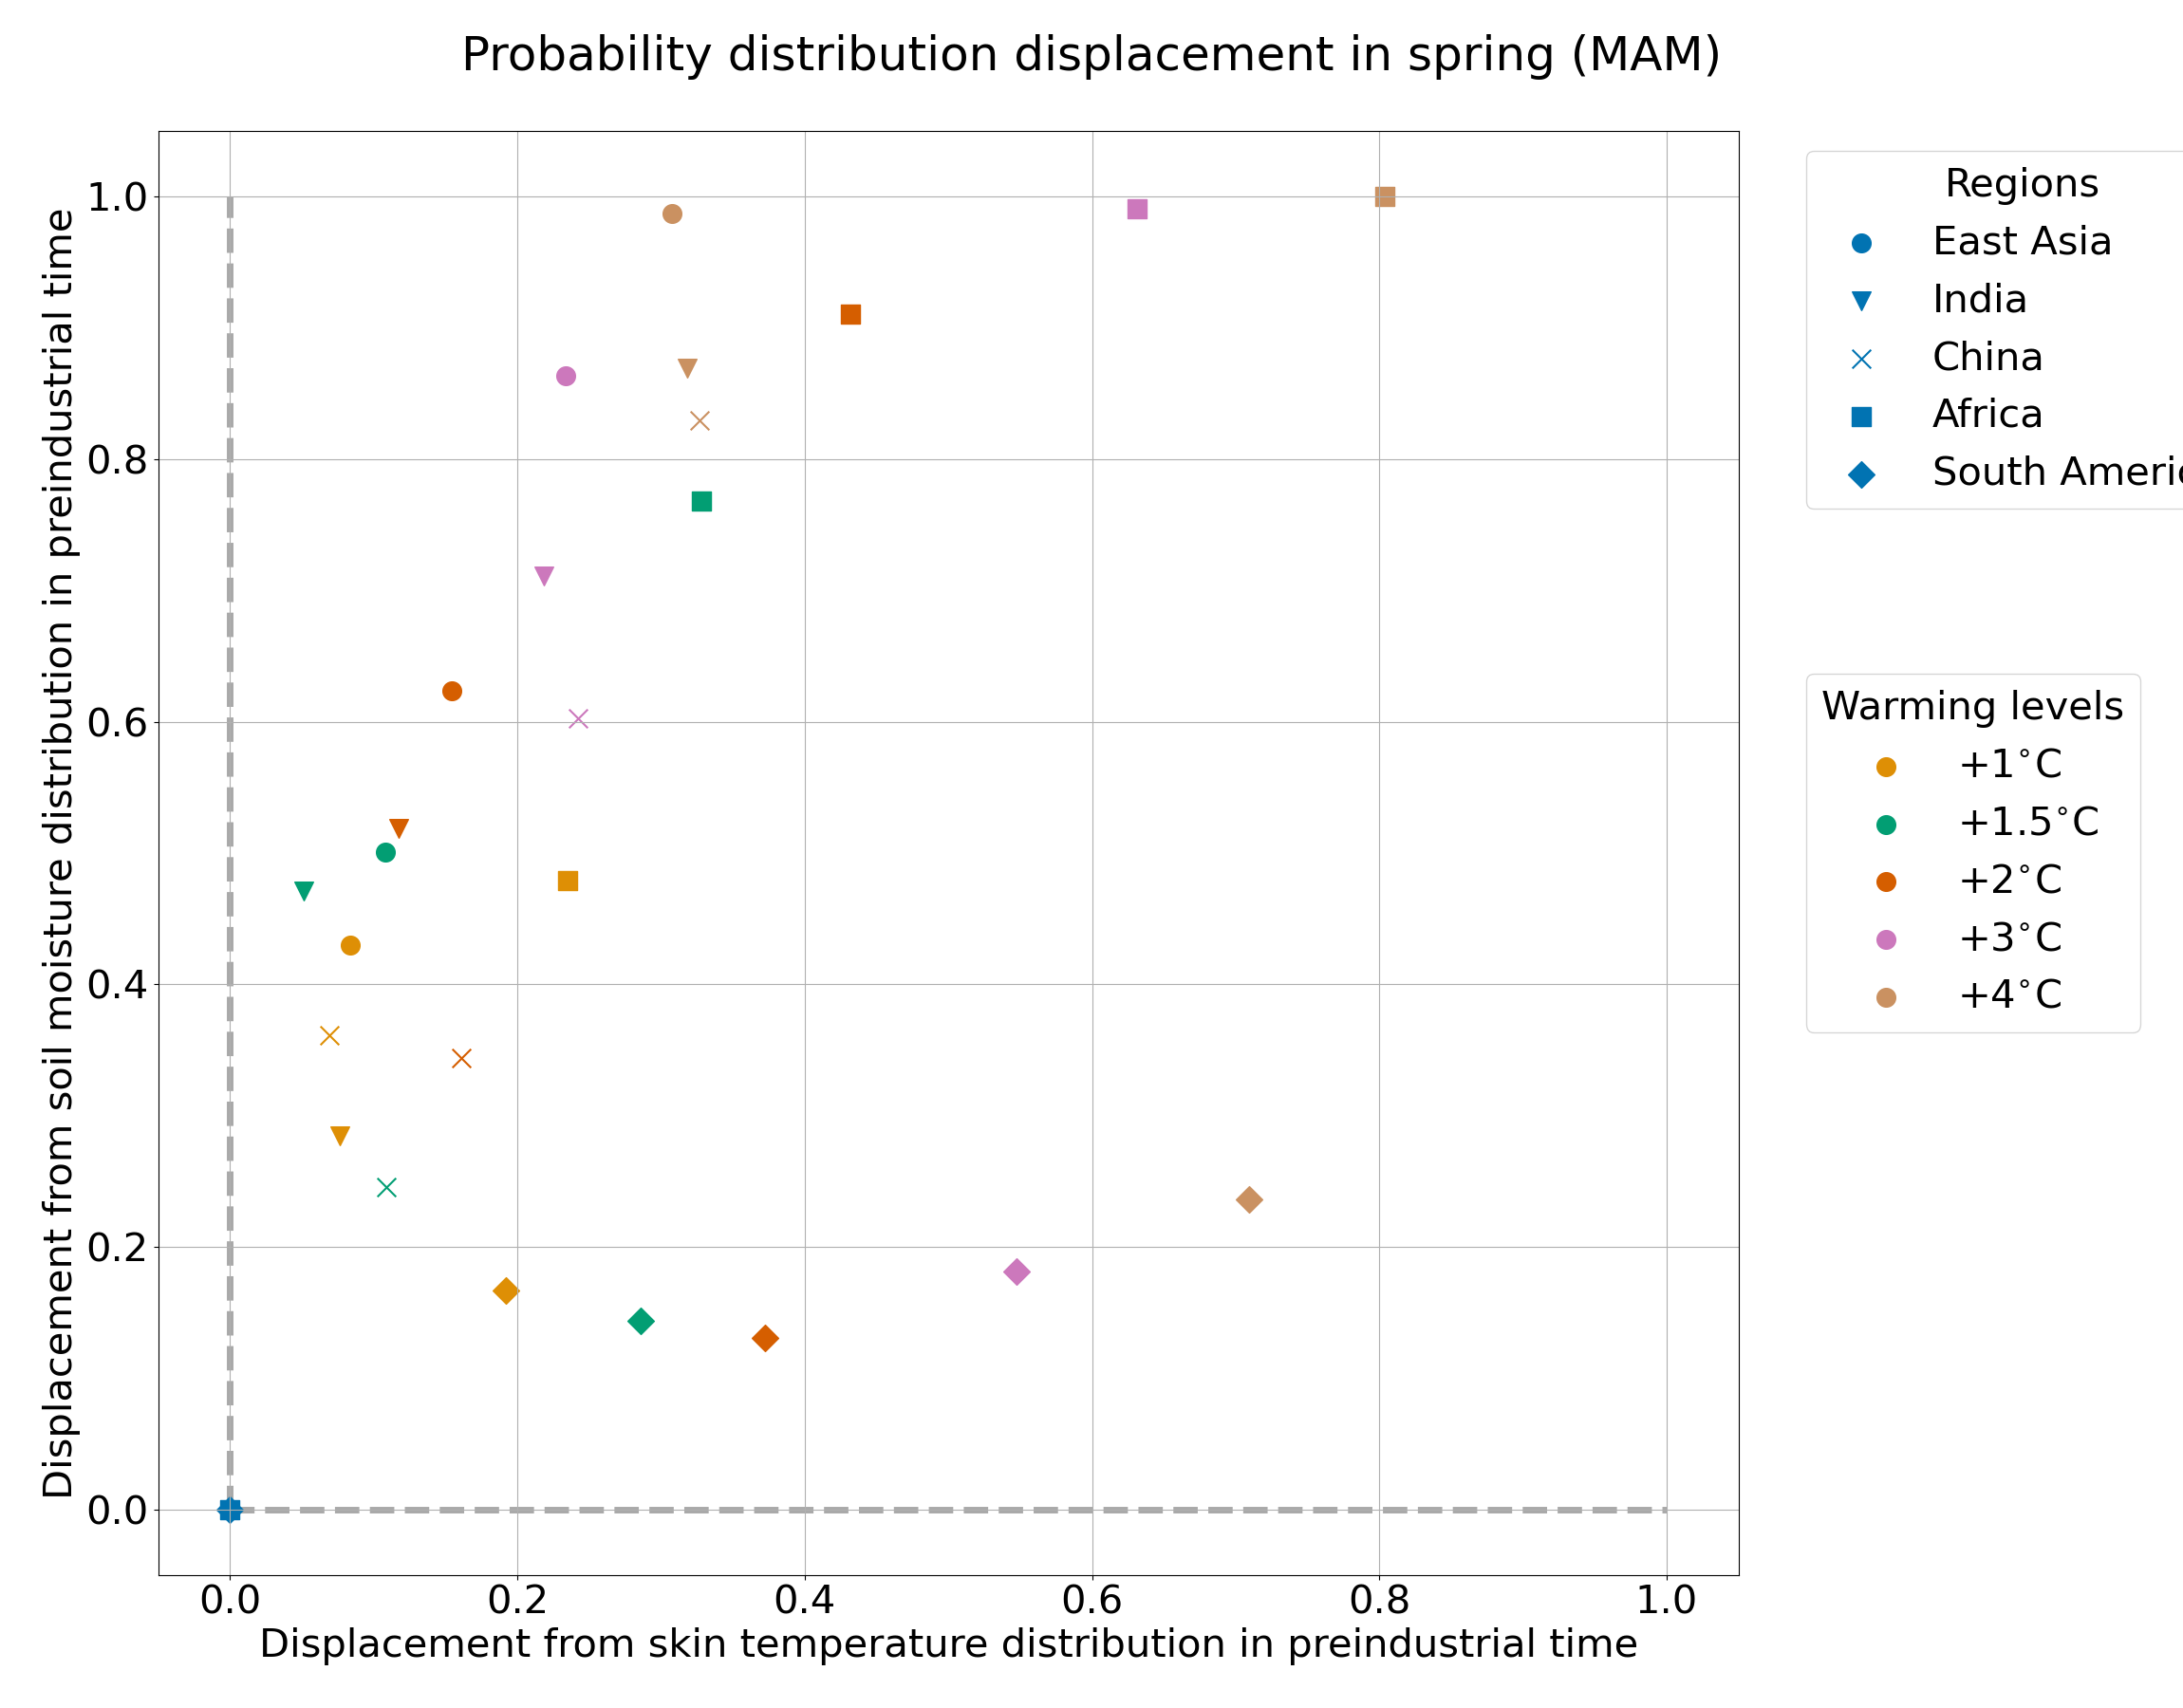 Probability distribution displacement in spring (MAM)
Displacement from soil moisture distribution in preindustrial time
1.0
0.8
0.6
0.4
0.2
0.0
0.0 0.2 0.4 0.6 0.8 1.0
Displacement from skin temperature distribution in preindustrial time
Regions
East Asia
India
China
Africa
South Ameri
Warming levels
+1°C
+1.5°C
+2°C
+3°C
+4°C